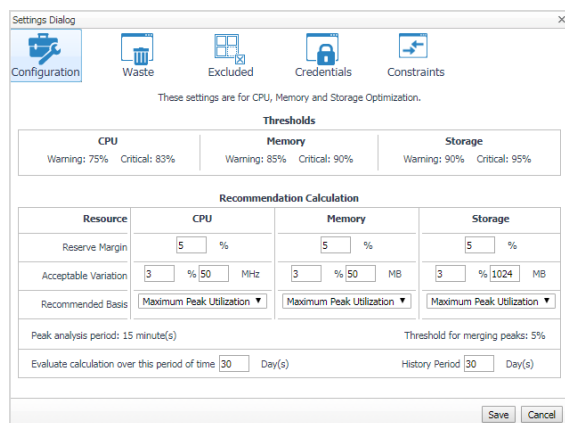 Settings Dialog ×
Configuration Waste Excluded Credentials Constraints
These settings are for CPU, Memory and Storage Optimization.
Thresholds
CPU Memory Storage
Warning: 75% Critical: 83% Warning: 85% Critical: 90% Warning: 90% Critical: 95%
Recommendation Calculation
Resource CPU Memory Storage
Reserve Margin 5 % 5 % 5 %
Acceptable Variation 3 % 50 MHz 3 % 50 MB 3 % 1024 MB
Recommended Basis Maximum Peak Utilization ▼ Maximum Peak Utilization ▼ Maximum Peak Utilization ▼
Peak analysis period: 15 minute(s) Threshold for merging peaks: 5%
Evaluate calculation over this period of time 30 Day(s) History Period 30 Day(s)
Save Cancel